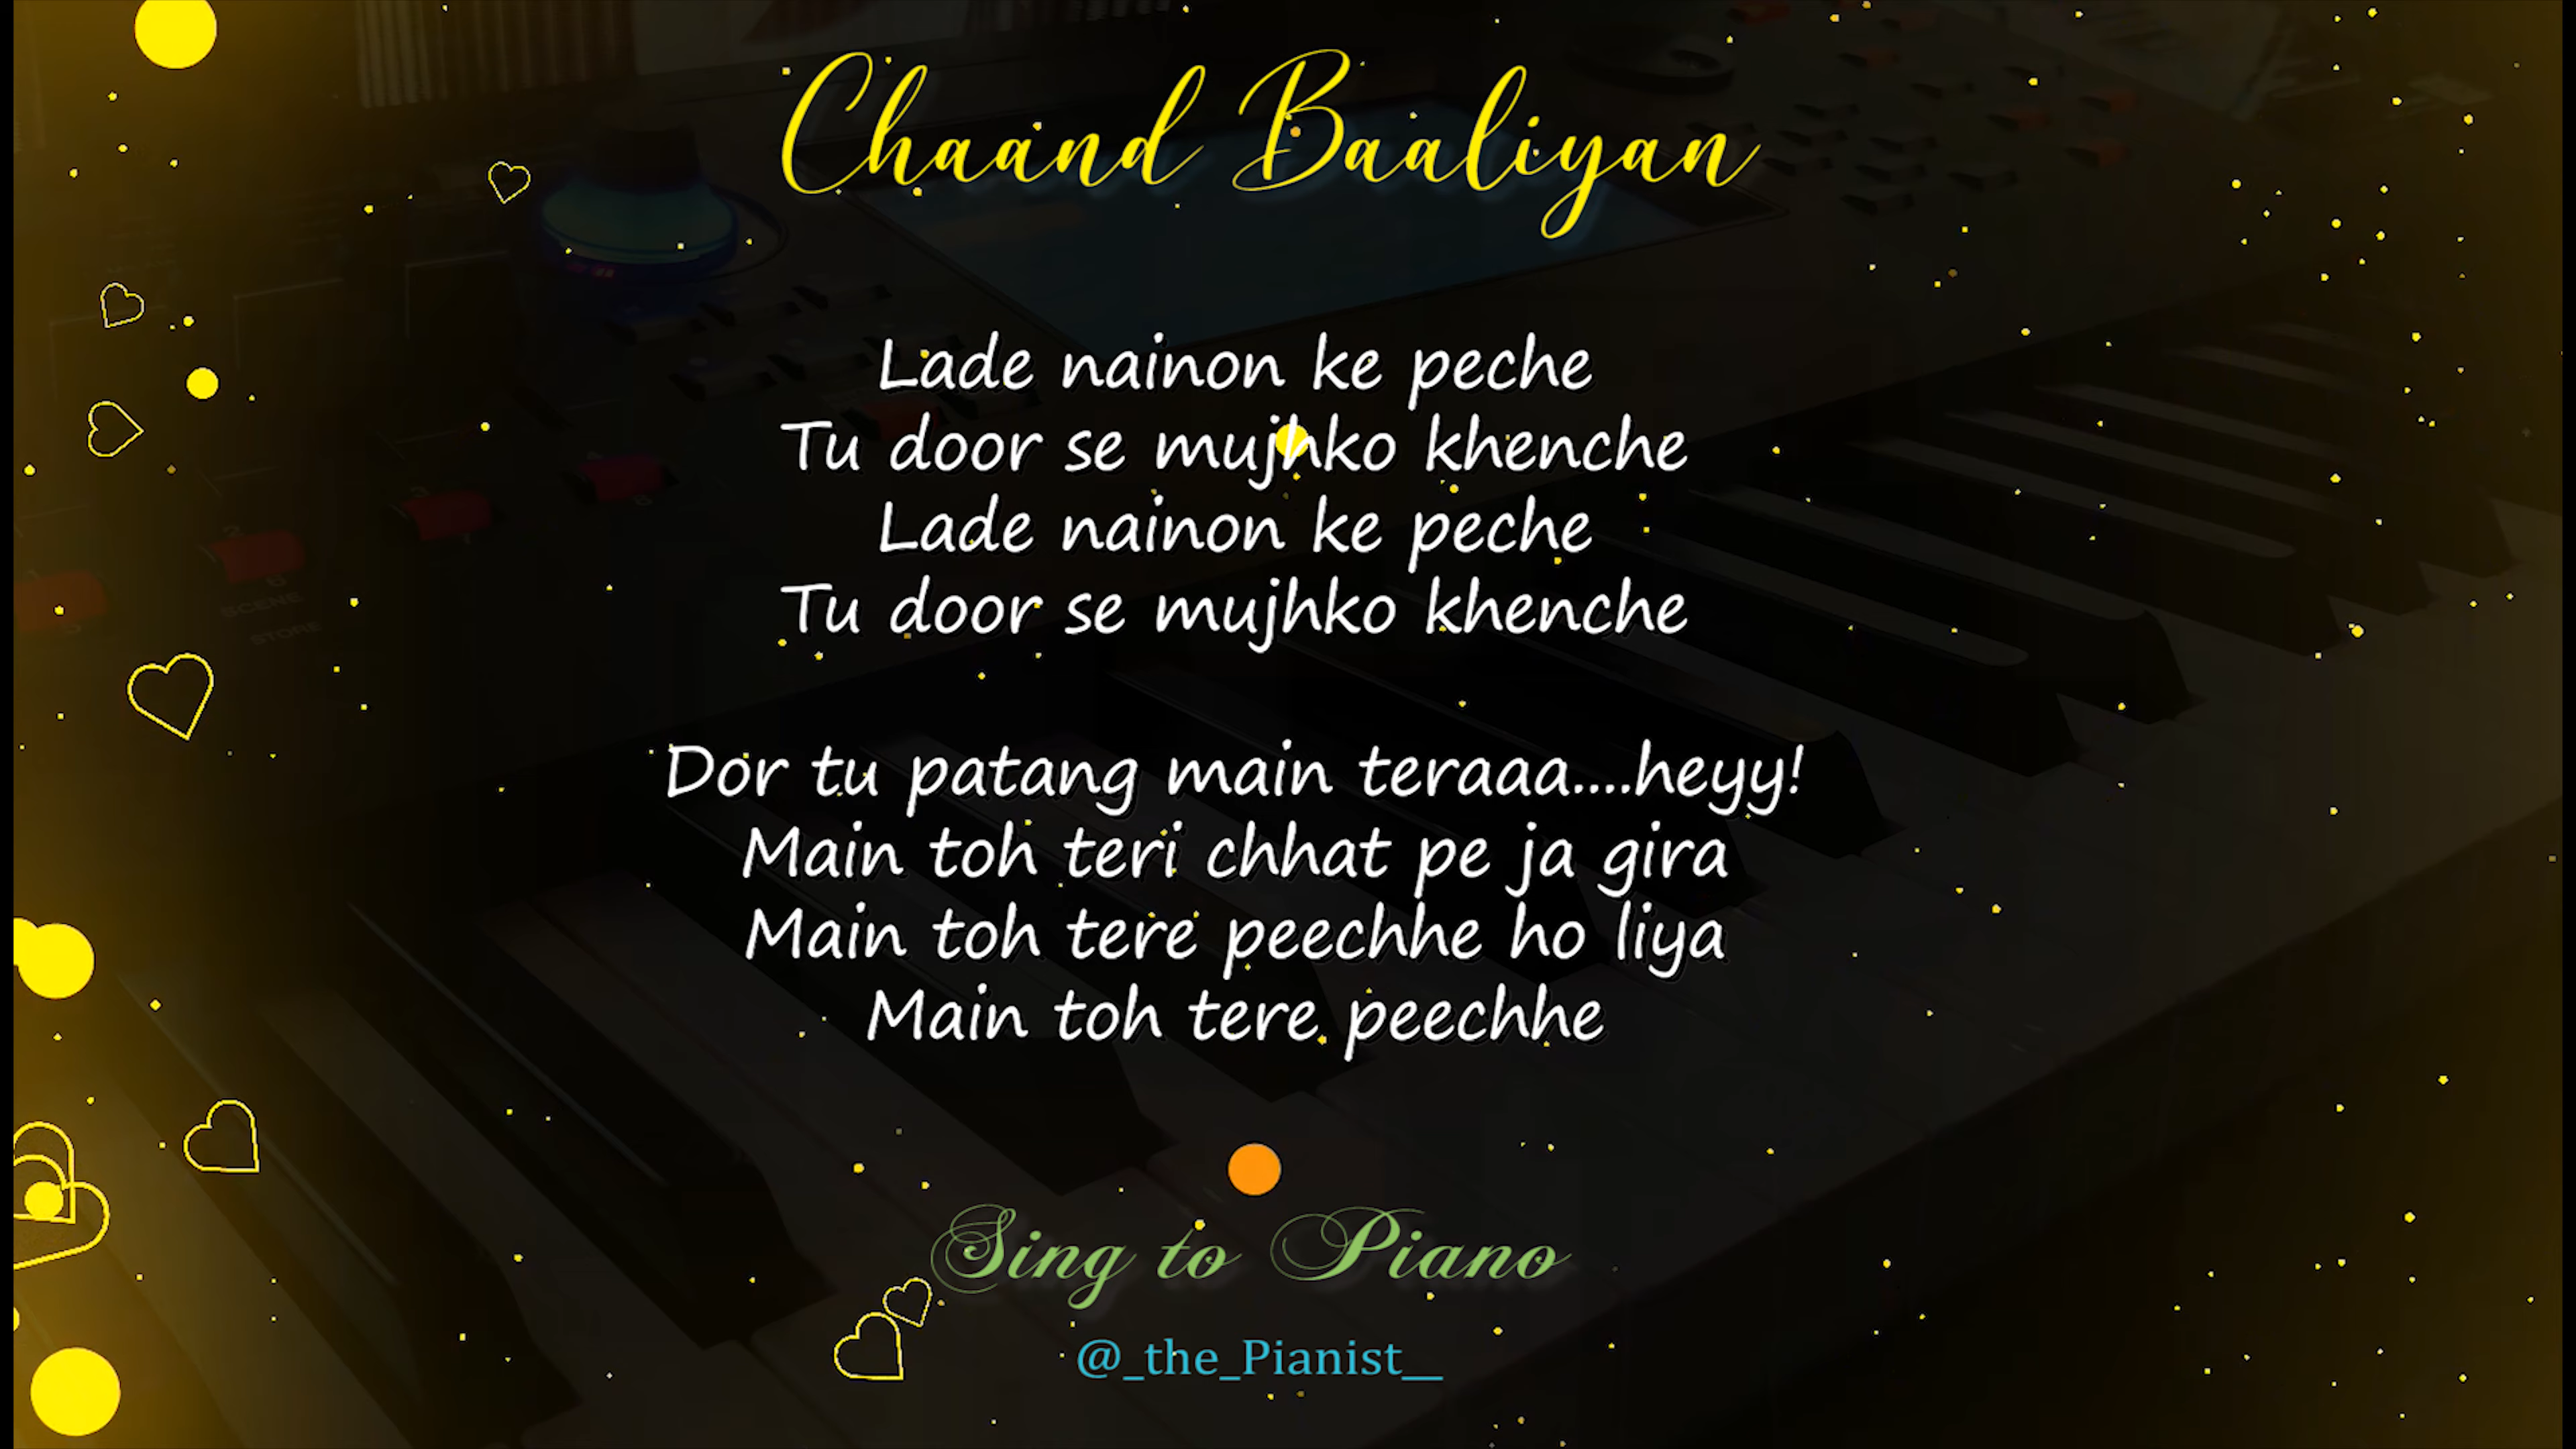 Chaand Baaliyan
Lade nainon ke peche
Tu door se mujhko khenche
Lade nainon ke peche
Tu door se mujhko khenche
Dor tu patang main teraaa....heyy!
Main toh teri chhat pe ja gira
Main toh tere peechhe ho liya
Main toh tere peechhe
SCENE
STORE
Sing to Piano
@_the_Pianist__